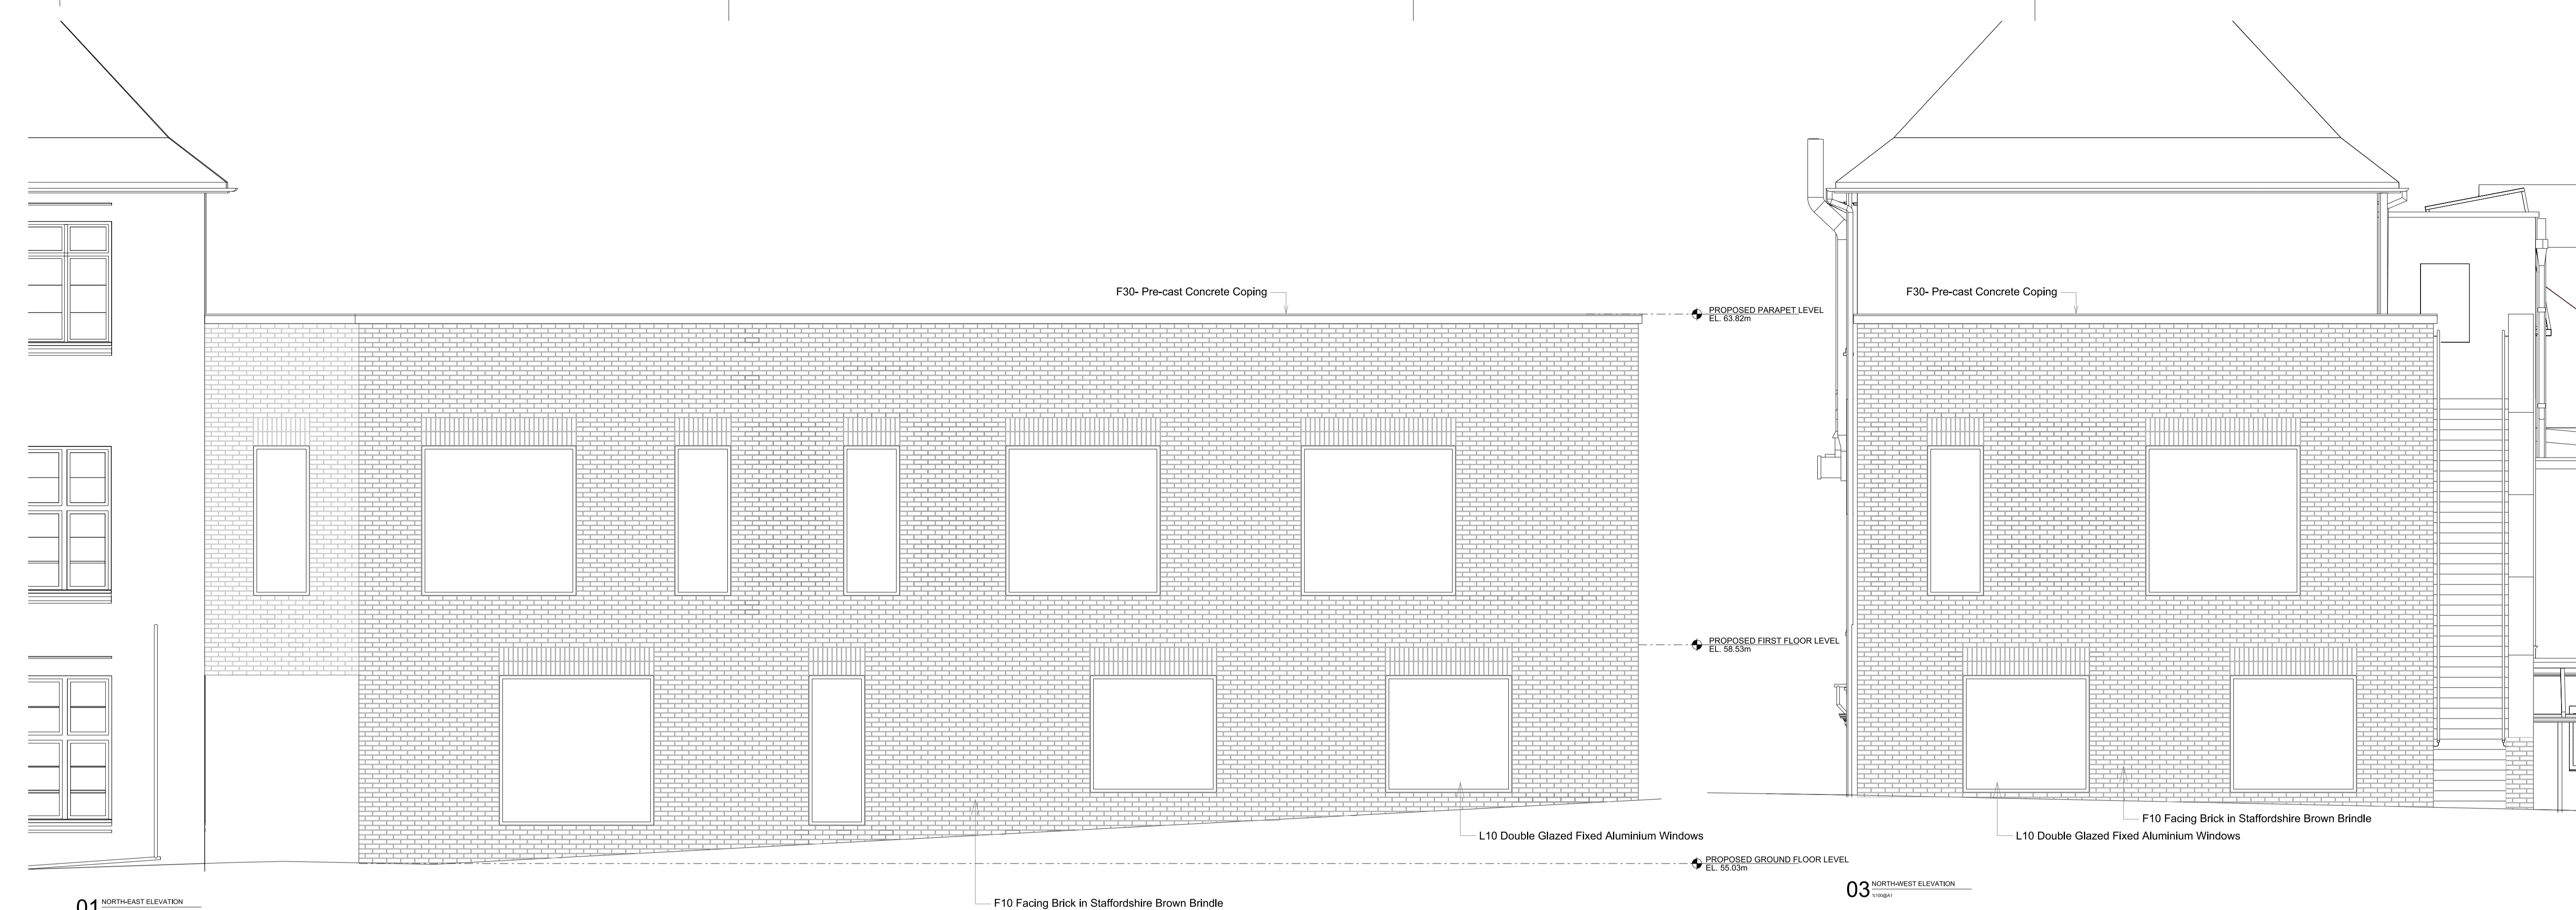 F30- Pre-cast Concrete Coping
PROPOSED PARAPET LEVEL
EL. 63.82m
F30- Pre-cast Concrete Coping
PROPOSED FIRST FLOOR LEVEL
EL. 58.53m
L10 Double Glazed Fixed Aluminium Windows
F10 Facing Brick in Staffordshire Brown Brindle
L10 Double Glazed Fixed Aluminium Windows
PROPOSED GROUND FLOOR LEVEL
EL. 55.03m
F10 Facing Brick in Staffordshire Brown Brindle
01 NORTH-EAST ELEVATION
03 NORTH-WEST ELEVATION
1:100@A1